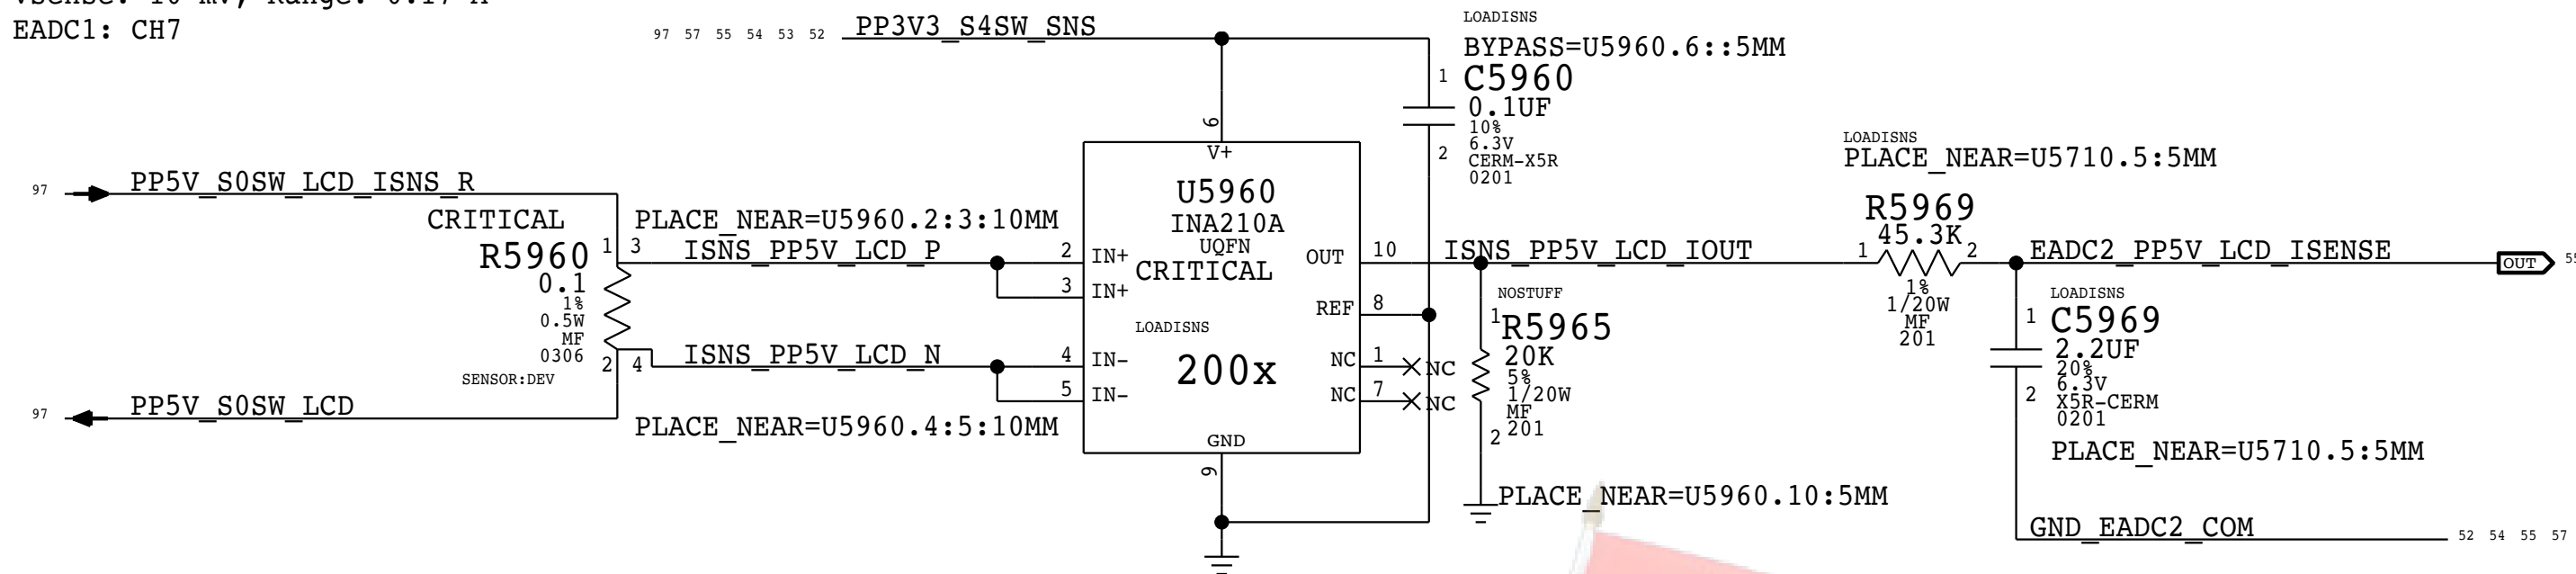 EADC1: CH7
97 57 55 54 53 52 PP3V3_S4SW_SNS
LOADISNS
BYPASS=U5960.6::5MM
1 C5960
0.1UF
10%
6.3V
2 CERM-X5R
0201
6
V+
U5960
INA210A
UQFN
CRITICAL
LOADISNS
200x
97 PP5V_S0SW_LCD_ISNS_R
CRITICAL
R5960
0.1
1%
0.5W
MF
0306
SENSOR:DEV
1 3
2 4
97 PP5V_S0SW_LCD
PLACE_NEAR=U5960.2:3:10MM
ISNS_PP5V_LCD_P
2 IN+
3 IN+
ISNS_PP5V_LCD_N
4 IN-
5 IN-
PLACE_NEAR=U5960.4:5:10MM
OUT 10
REF 8
NC 1 NC
NC 7 NC
GND
9
ISNS_PP5V_LCD_IOUT
NOSTUFF
1 R5965
20K
5%
1/20W
MF
2 201
PLACE_NEAR=U5960.10:5MM
LOADISNS
PLACE_NEAR=U5710.5:5MM
R5969
1 45.3K 2
1%
1/20W
MF
201
EADC2_PP5V_LCD_ISENSE
OUT
LOADISNS
1 C5969
2.2UF
20%
6.3V
2 X5R-CERM
0201
PLACE_NEAR=U5710.5:5MM
GND_EADC2_COM 52 54 55 57